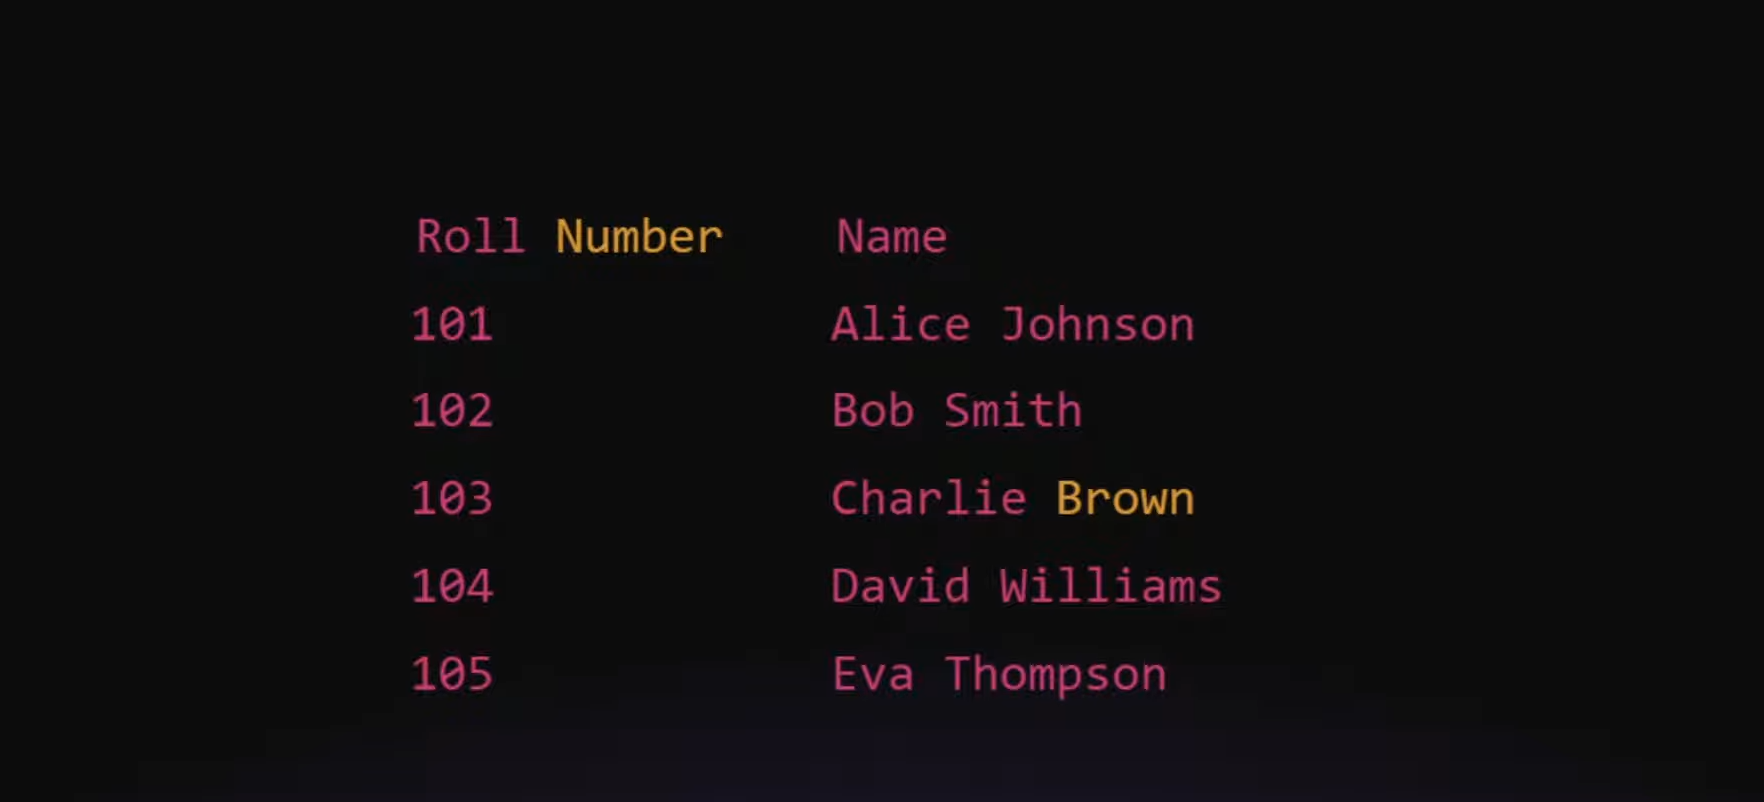 Roll Number Name
101 Alice Johnson
102 Bob Smith
103 Charlie Brown
104 David Williams
105 Eva Thompson